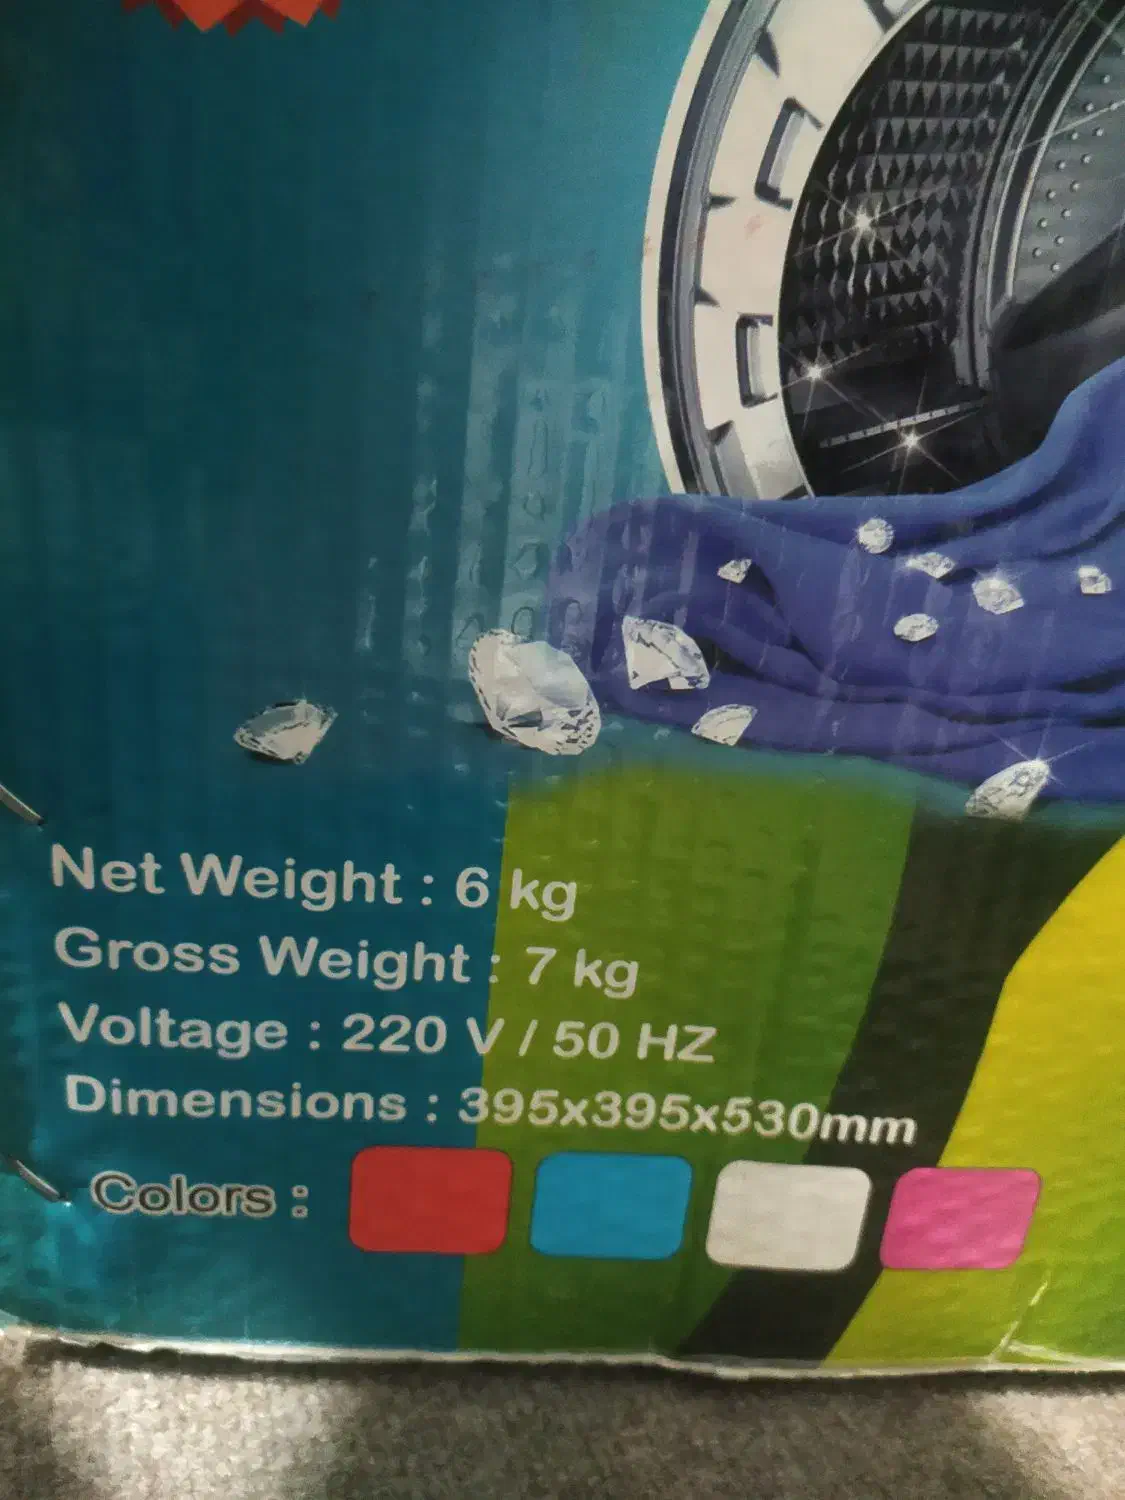 Net Weight : 6 kg
Gross Weight : 7 kg
Voltage : 220 V / 50 HZ
Dimensions : 395x395x530mm
Colors :